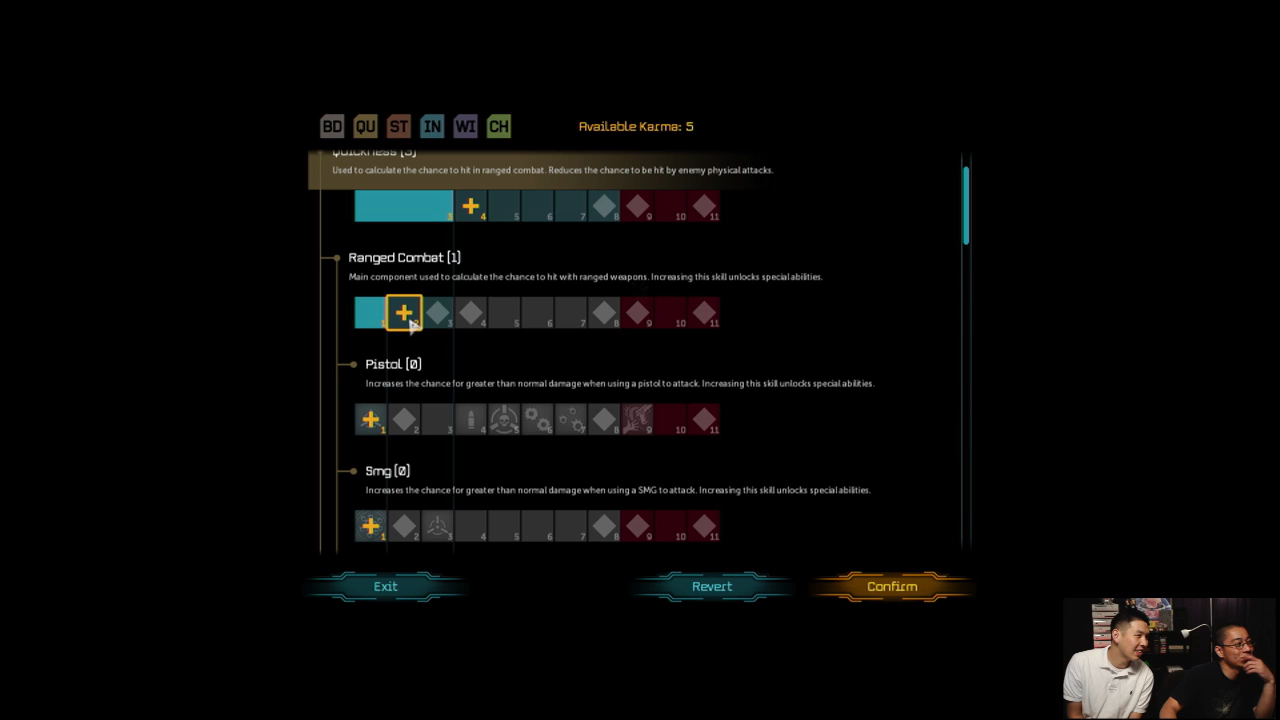 BD QU ST IN WI CH Available Karma: 5
Quickness [3]
Used to calculate the chance to hit in ranged combat. Reduces the chance to be hit by enemy physical attacks.
3 4 5 6 7 8 9 10 11
Ranged Combat [1]
Main component used to calculate the chance to hit with ranged weapons. Increasing this skill unlocks special abilities.
1 3 4 5 6 7 8 9 10 11
Pistol [0]
Increases the chance for greater than normal damage when using a pistol to attack. Increasing this skill unlocks special abilities.
1 2 3 4 5 6 7 8 9 10 11
Smg [0]
Increases the chance for greater than normal damage when using a SMG to attack. Increasing this skill unlocks special abilities.
1 2 3 4 5 6 7 8 9 10 11
Exit Revert Confirm